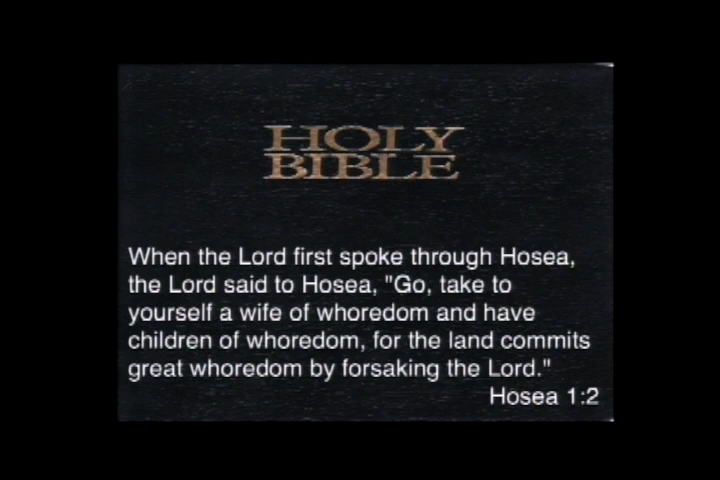 HOLY
BIBLE
When the Lord first spoke through Hosea,
the Lord said to Hosea, "Go, take to
yourself a wife of whoredom and have
children of whoredom, for the land commits
great whoredom by forsaking the Lord."
Hosea 1:2